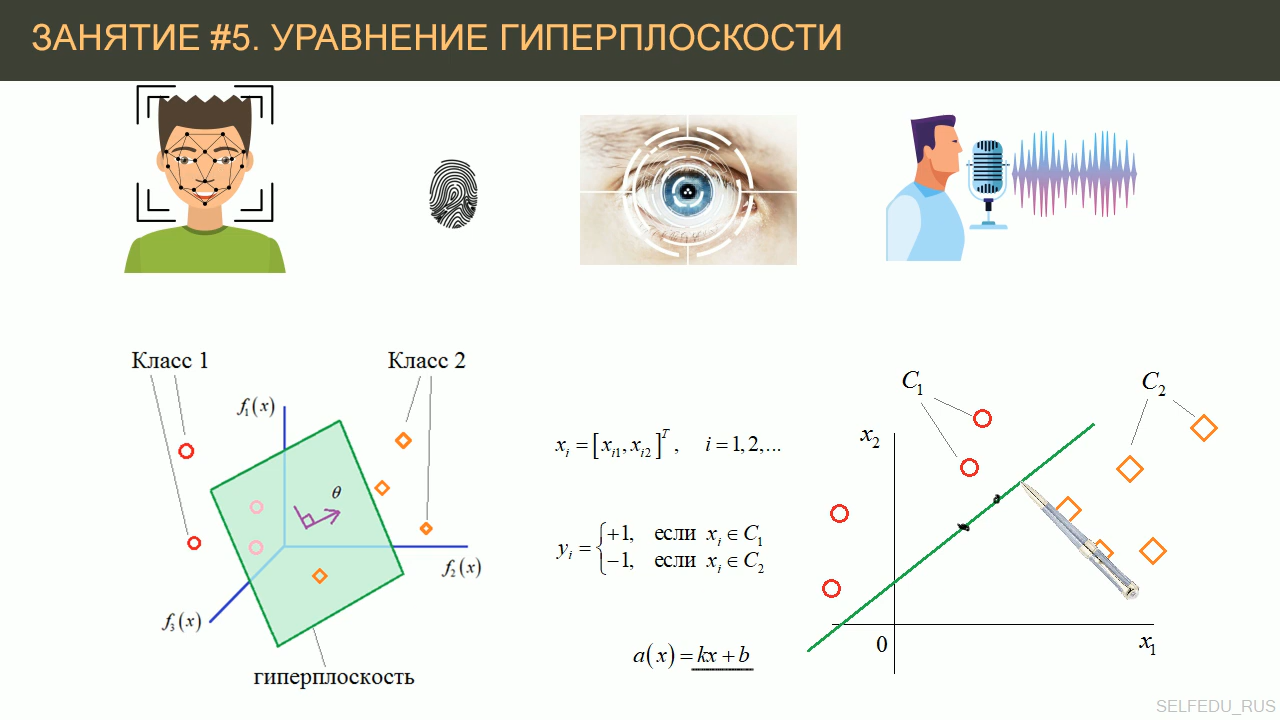 ЗАНЯТИЕ #5. УРАВНЕНИЕ ГИПЕРПЛОСКОСТИ
Класс 1
Класс 2
f₁(x)
θ
f₂(x)
f₃(x)
гиперплоскость
xᵢ = [xᵢ₁, xᵢ₂]ᵀ, i = 1, 2,...
yᵢ = { +1, если xᵢ ∈ C₁
−1, если xᵢ ∈ C₂
a(x) = kx + b
C₁
C₂
x₂
0
x₁
SELFEDU_RUS